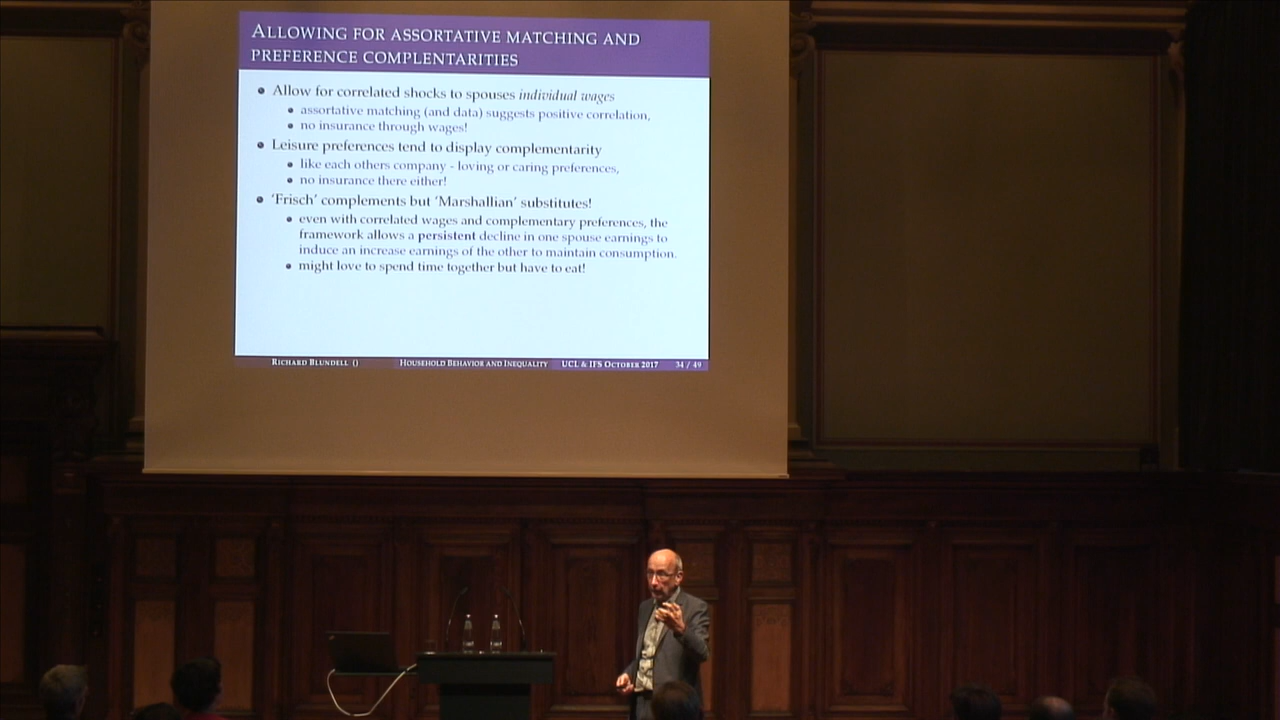 ALLOWING FOR ASSORTATIVE MATCHING AND
PREFERENCE COMPLENTARITIES
• Allow for correlated shocks to spouses individual wages
• assortative matching (and data) suggests positive correlation,
• no insurance through wages!
• Leisure preferences tend to display complementarity
• like each others company - loving or caring preferences,
• no insurance there either!
• 'Frisch' complements but 'Marshallian' substitutes!
• even with correlated wages and complementary preferences, the
framework allows a persistent decline in one spouse earnings to
induce an increase earnings of the other to maintain consumption.
• might love to spend time together but have to eat!
RICHARD BLUNDELL () HOUSEHOLD BEHAVIOR AND INEQUALITY UCL & IFS OCTOBER 2017 34 / 49